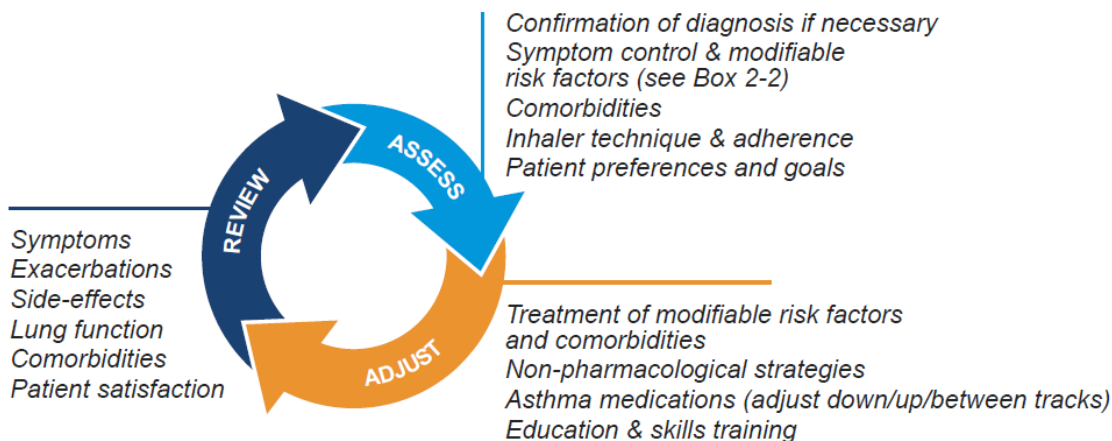 Confirmation of diagnosis if necessary
Symptom control & modifiable
risk factors (see Box 2-2)
Comorbidities
Inhaler technique & adherence
Patient preferences and goals
ASSESS
REVIEW
Symptoms
Exacerbations
Side-effects
Lung function
Comorbidities
Patient satisfaction
ADJUST
Treatment of modifiable risk factors
and comorbidities
Non-pharmacological strategies
Asthma medications (adjust down/up/between tracks)
Education & skills training